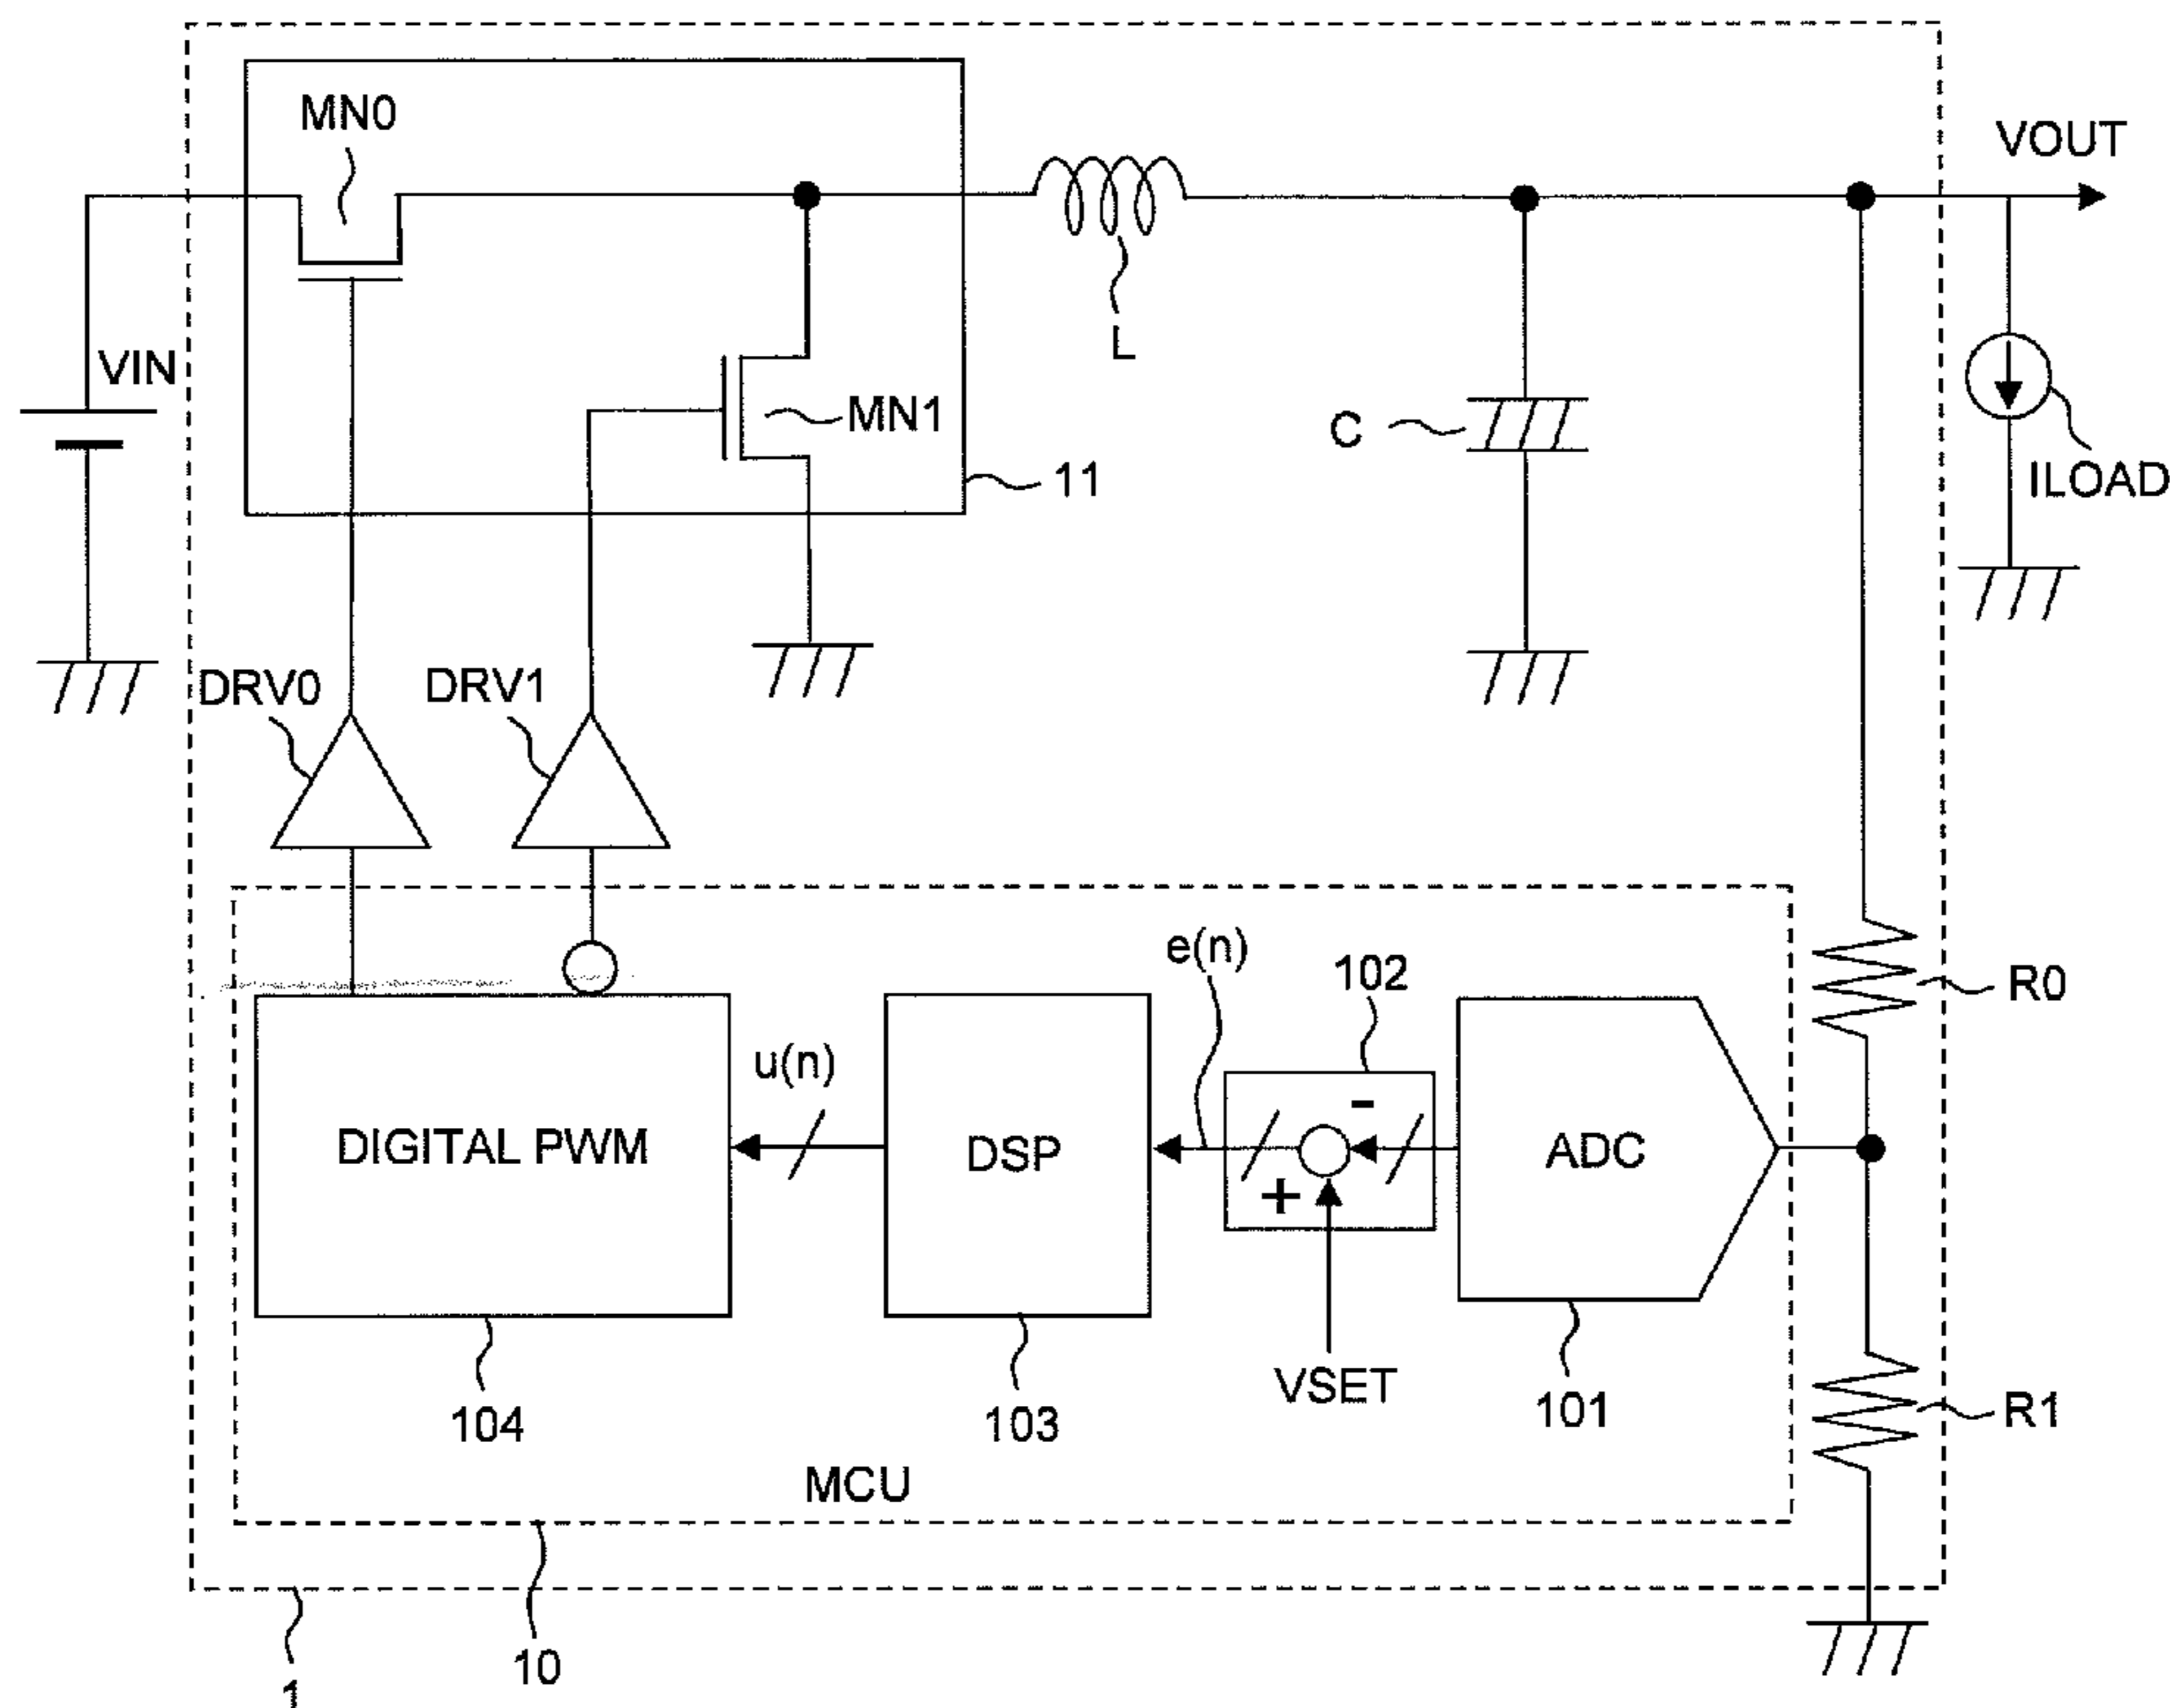 MN0
VOUT
VIN
L
MN1
C
11
ILOAD
DRV0
DRV1
e(n)
102
R0
u(n)
-
DIGITAL PWM
DSP
ADC
+
VSET
104
103
101
R1
MCU
10
1